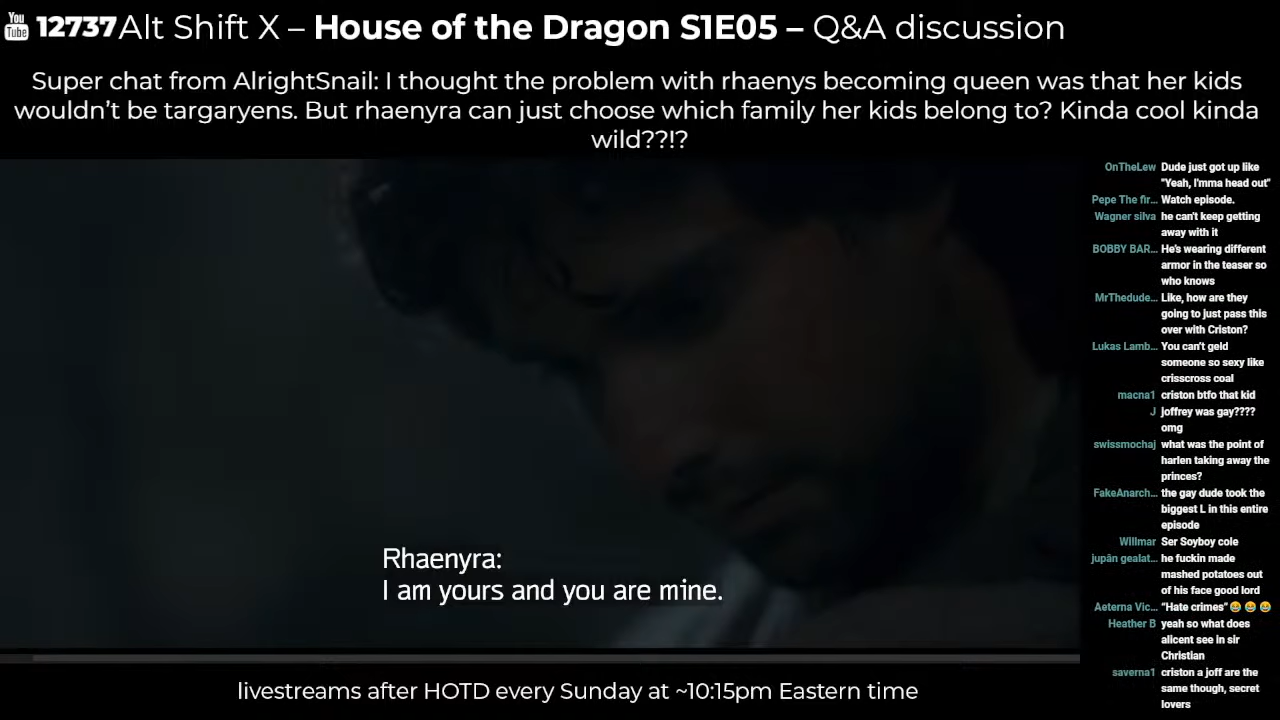 You Tube 12737 Alt Shift X – House of the Dragon S1E05 – Q&A discussion
Super chat from AlrightSnail: I thought the problem with rhaenys becoming queen was that her kids
wouldn't be targaryens. But rhaenyra can just choose which family her kids belong to? Kinda cool kinda
wild??!?
OnTheLew Dude just got up like
"Yeah, I'mma head out"
Pepe The fir... Watch episode.
Wagner silva he can't keep getting
away with it
BOBBY BAR... He's wearing different
armor in the teaser so
who knows
MrThedude... Like, how are they
going to just pass this
over with Criston?
Lukas Lamb... You can't geld
someone so sexy like
crisscross coal
macna1 criston btfo that kid
J joffrey was gay????
omg
swissmochaj what was the point of
harlen taking away the
princes?
FakeAnarch... the gay dude took the
biggest L in this entire
episode
Willmar Ser Soyboy cole
jupân gealat... he fuckin made
mashed potatoes out
of his face good lord
Aeterna Vic... “Hate crimes”😂 😂 😂
Heather B yeah so what does
alicent see in sir
Christian
saverna1 criston a joff are the
same though, secret
lovers
Rhaenyra:
I am yours and you are mine.
livestreams after HOTD every Sunday at ~10:15pm Eastern time